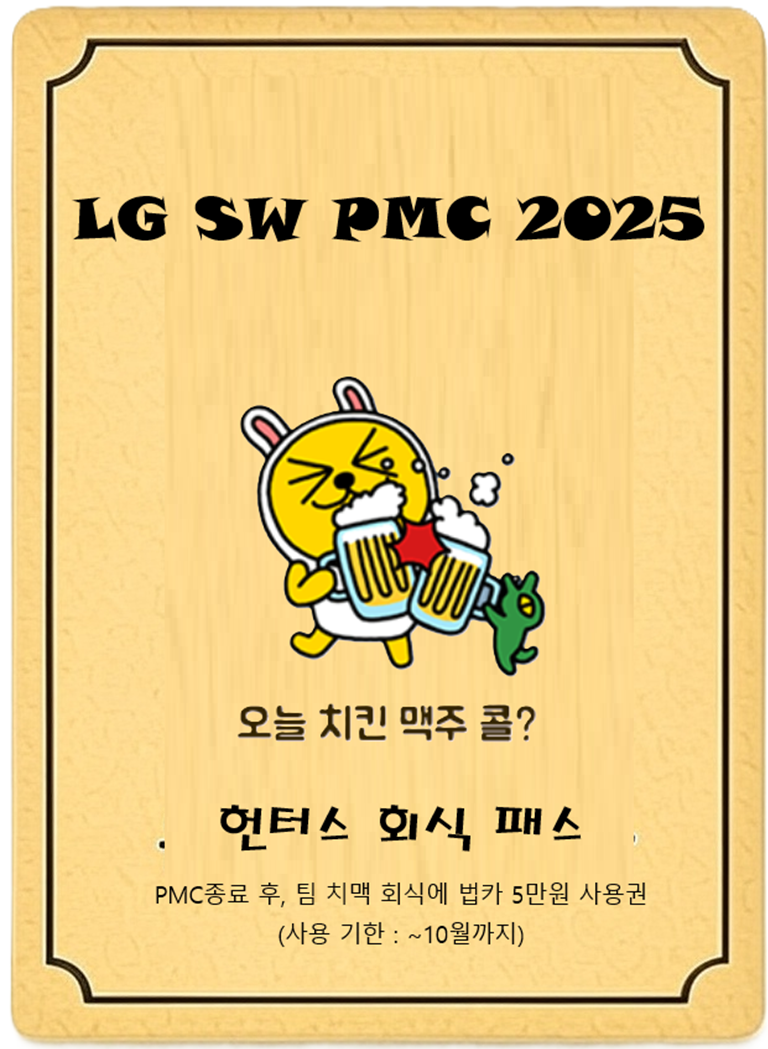 LG SW PMC 2025
오늘 치킨 맥주 콜?
헌터스 회식 패스
PMC종료 후, 팀 치맥 회식에 법카 5만원 사용권
(사용 기한 : ~10월까지)